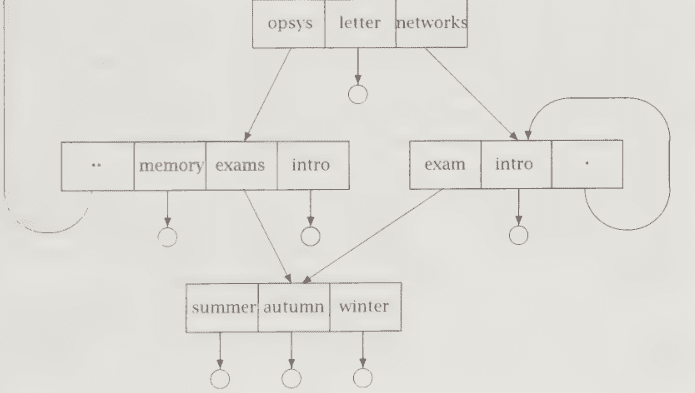 opsys letter networks
.. memory exams intro exam intro .
summer autumn winter